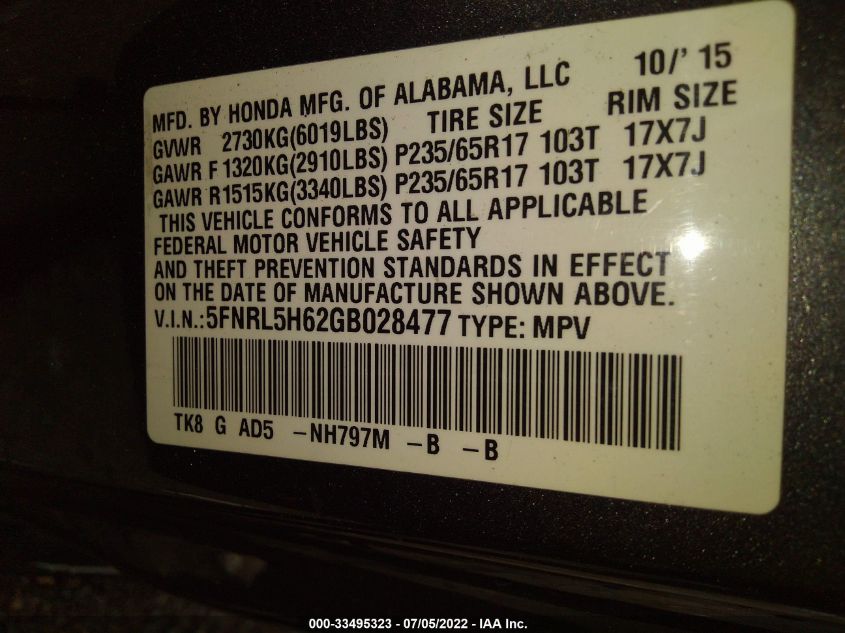 MFD. BY HONDA MFG. OF ALABAMA, LLC 10/' 15
GVWR 2730KG(6019LBS) TIRE SIZE RIM SIZE
GAWR F 1320KG(2910LBS) P235/65R17 103T 17X7J
GAWR R1515KG(3340LBS) P235/65R17 103T 17X7J
THIS VEHICLE CONFORMS TO ALL APPLICABLE
FEDERAL MOTOR VEHICLE SAFETY
AND THEFT PREVENTION STANDARDS IN EFFECT
ON THE DATE OF MANUFACTURE SHOWN ABOVE.
V.I.N.:5FNRL5H62GB028477 TYPE: MPV
TK8 G AD5 -NH797M -B -B
000-33495323 - 07/05/2022 - IAA Inc.